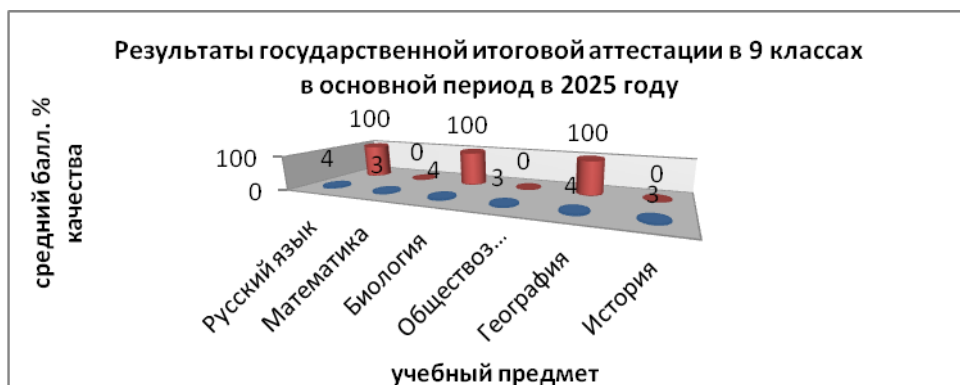 Результаты государственной итоговой аттестации в 9 классах
в основной период в 2025 году
100 100 100
0 0 0
4 3 4 3 4 3
100
0
средний балл. %
качества
Русский язык
Математика
Биология
Обществоз...
География
История
учебный предмет